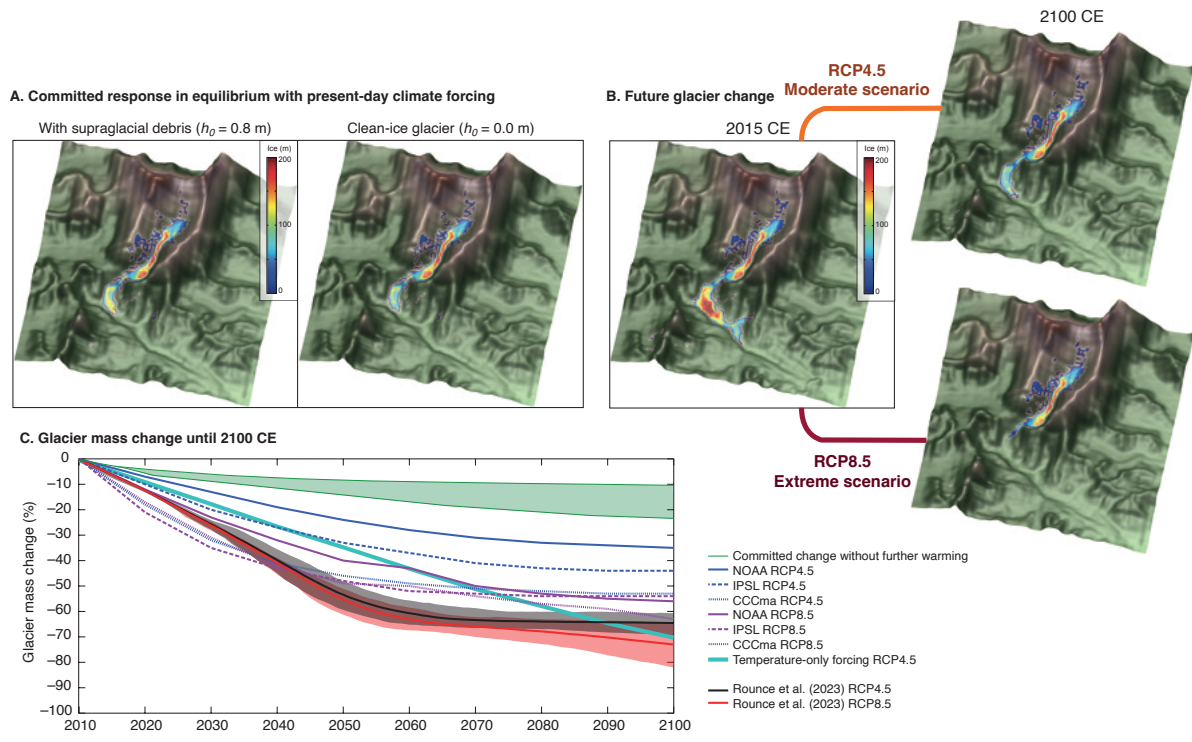 A. Committed response in equilibrium with present-day climate forcing
With supraglacial debris (h₀ = 0.8 m)
Clean-ice glacier (h₀ = 0.0 m)
Ice (m)
200
100
0
B. Future glacier change
2015 CE
Ice (m)
200
100
0
RCP4.5
Moderate scenario
2100 CE
RCP8.5
Extreme scenario
C. Glacier mass change until 2100 CE
Glacier mass change (%)
0
−10
−20
−30
−40
−50
−60
−70
−80
−90
−100
2010 2020 2030 2040 2050 2060 2070 2080 2090 2100
Committed change without further warming
NOAA RCP4.5
IPSL RCP4.5
CCCma RCP4.5
NOAA RCP8.5
IPSL RCP8.5
CCCma RCP8.5
Temperature-only forcing RCP4.5
Rounce et al. (2023) RCP4.5
Rounce et al. (2023) RCP8.5